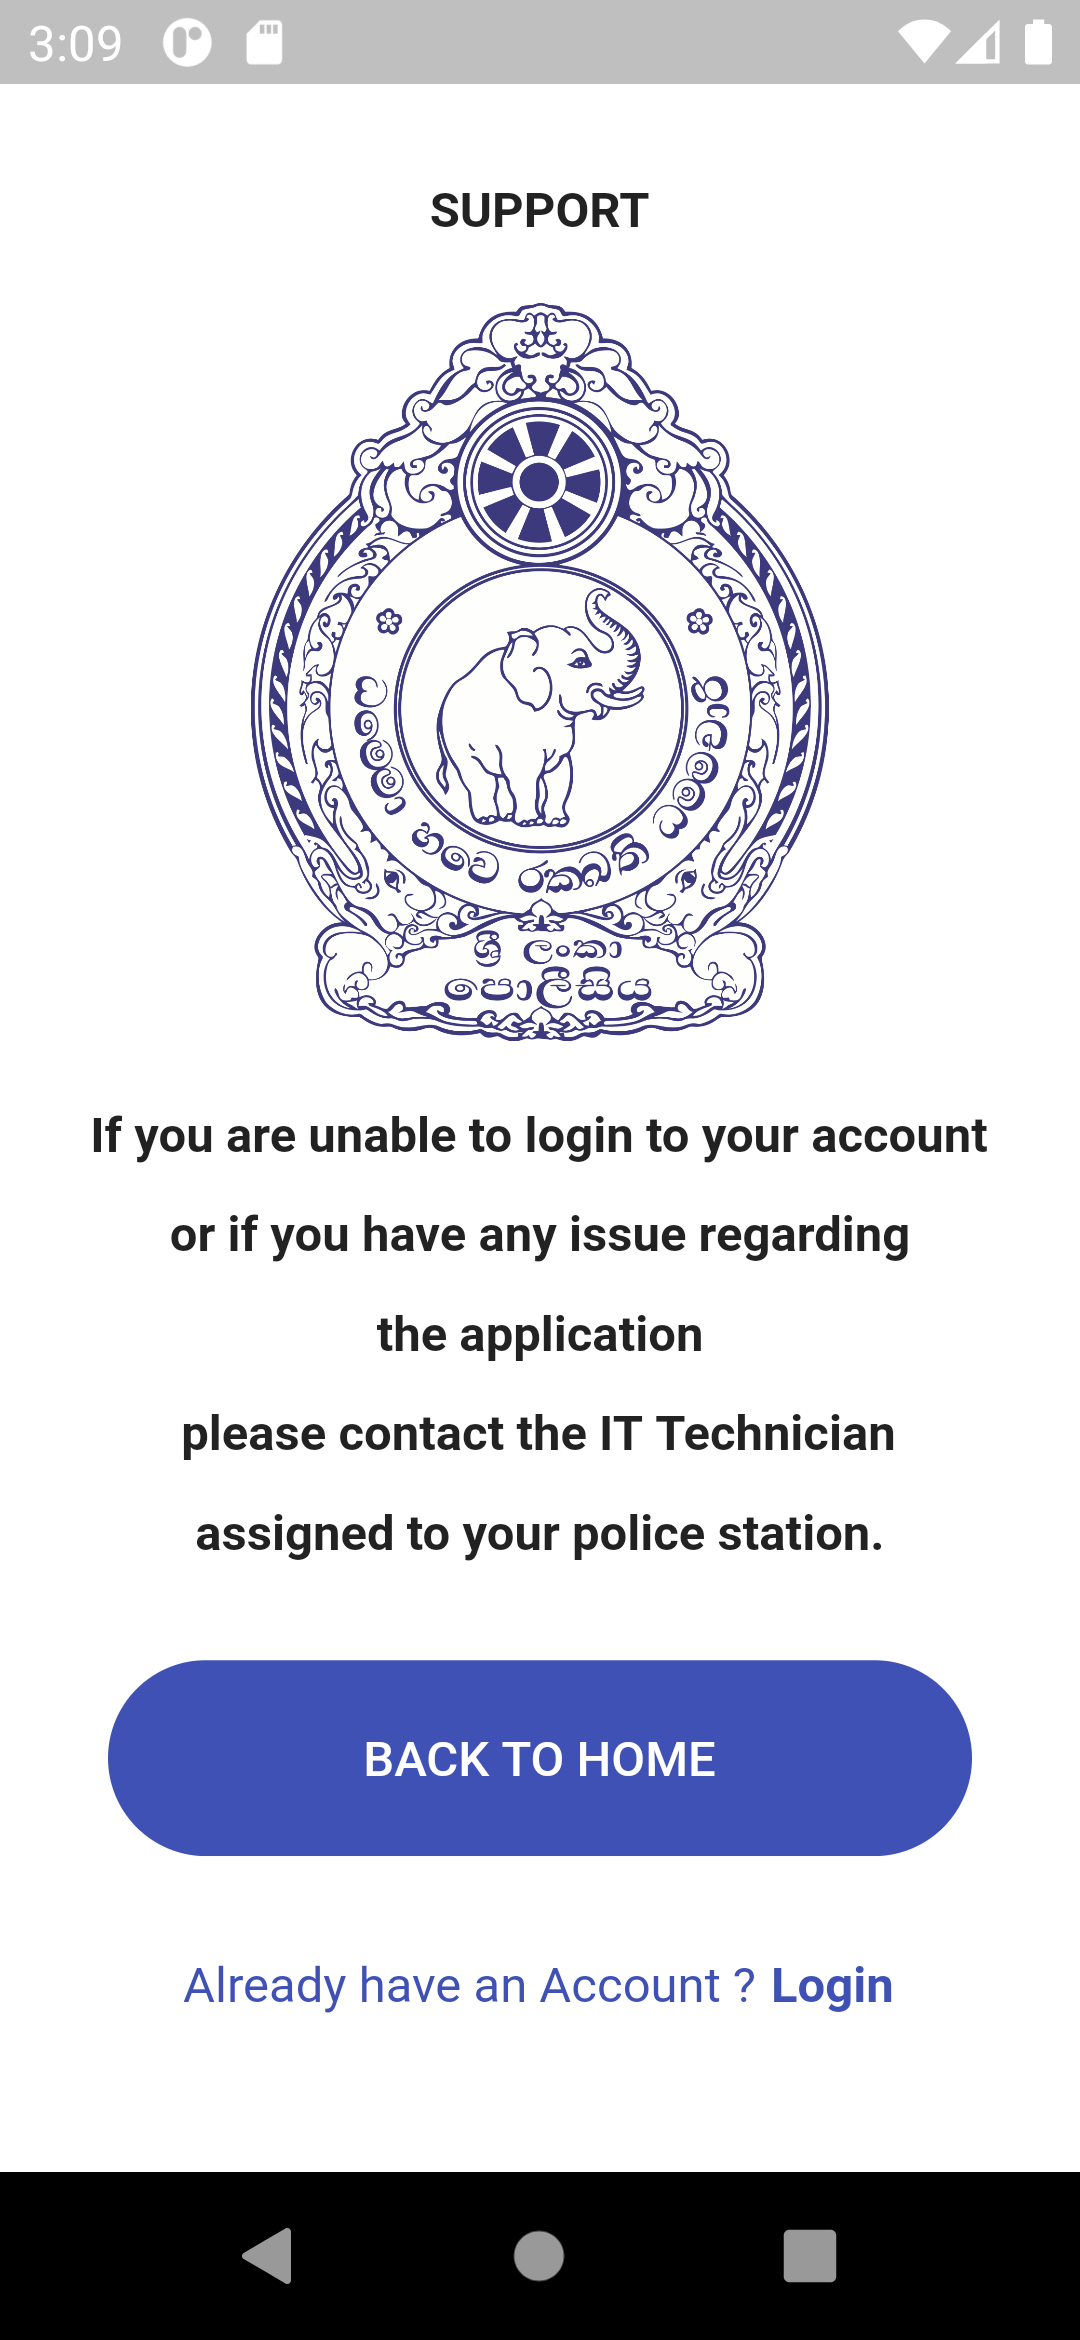 3:09
SUPPORT
ධම්මෝ හවෙ රක්ඛති
ශ්‍රී ලංකා
පොලීසිය
If you are unable to login to your account
or if you have any issue regarding
the application
please contact the IT Technician
assigned to your police station.
BACK TO HOME
Already have an Account ? Login